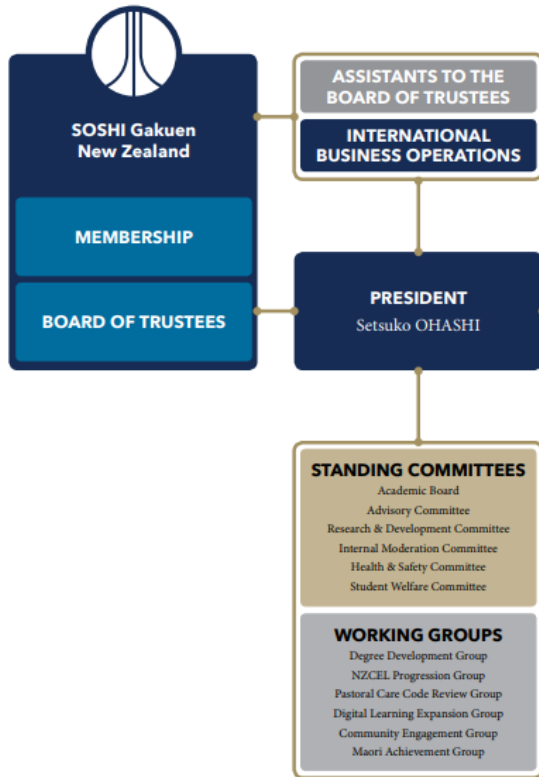 SOSHI Gakuen
New Zealand
MEMBERSHIP
BOARD OF TRUSTEES
ASSISTANTS TO THE
BOARD OF TRUSTEES
INTERNATIONAL
BUSINESS OPERATIONS
PRESIDENT
Setsuko OHASHI
STANDING COMMITTEES
Academic Board
Advisory Committee
Research & Development Committee
Internal Moderation Committee
Health & Safety Committee
Student Welfare Committee
WORKING GROUPS
Degree Development Group
NZCEL Progression Group
Pastoral Care Code Review Group
Digital Learning Expansion Group
Community Engagement Group
Maori Achievement Group